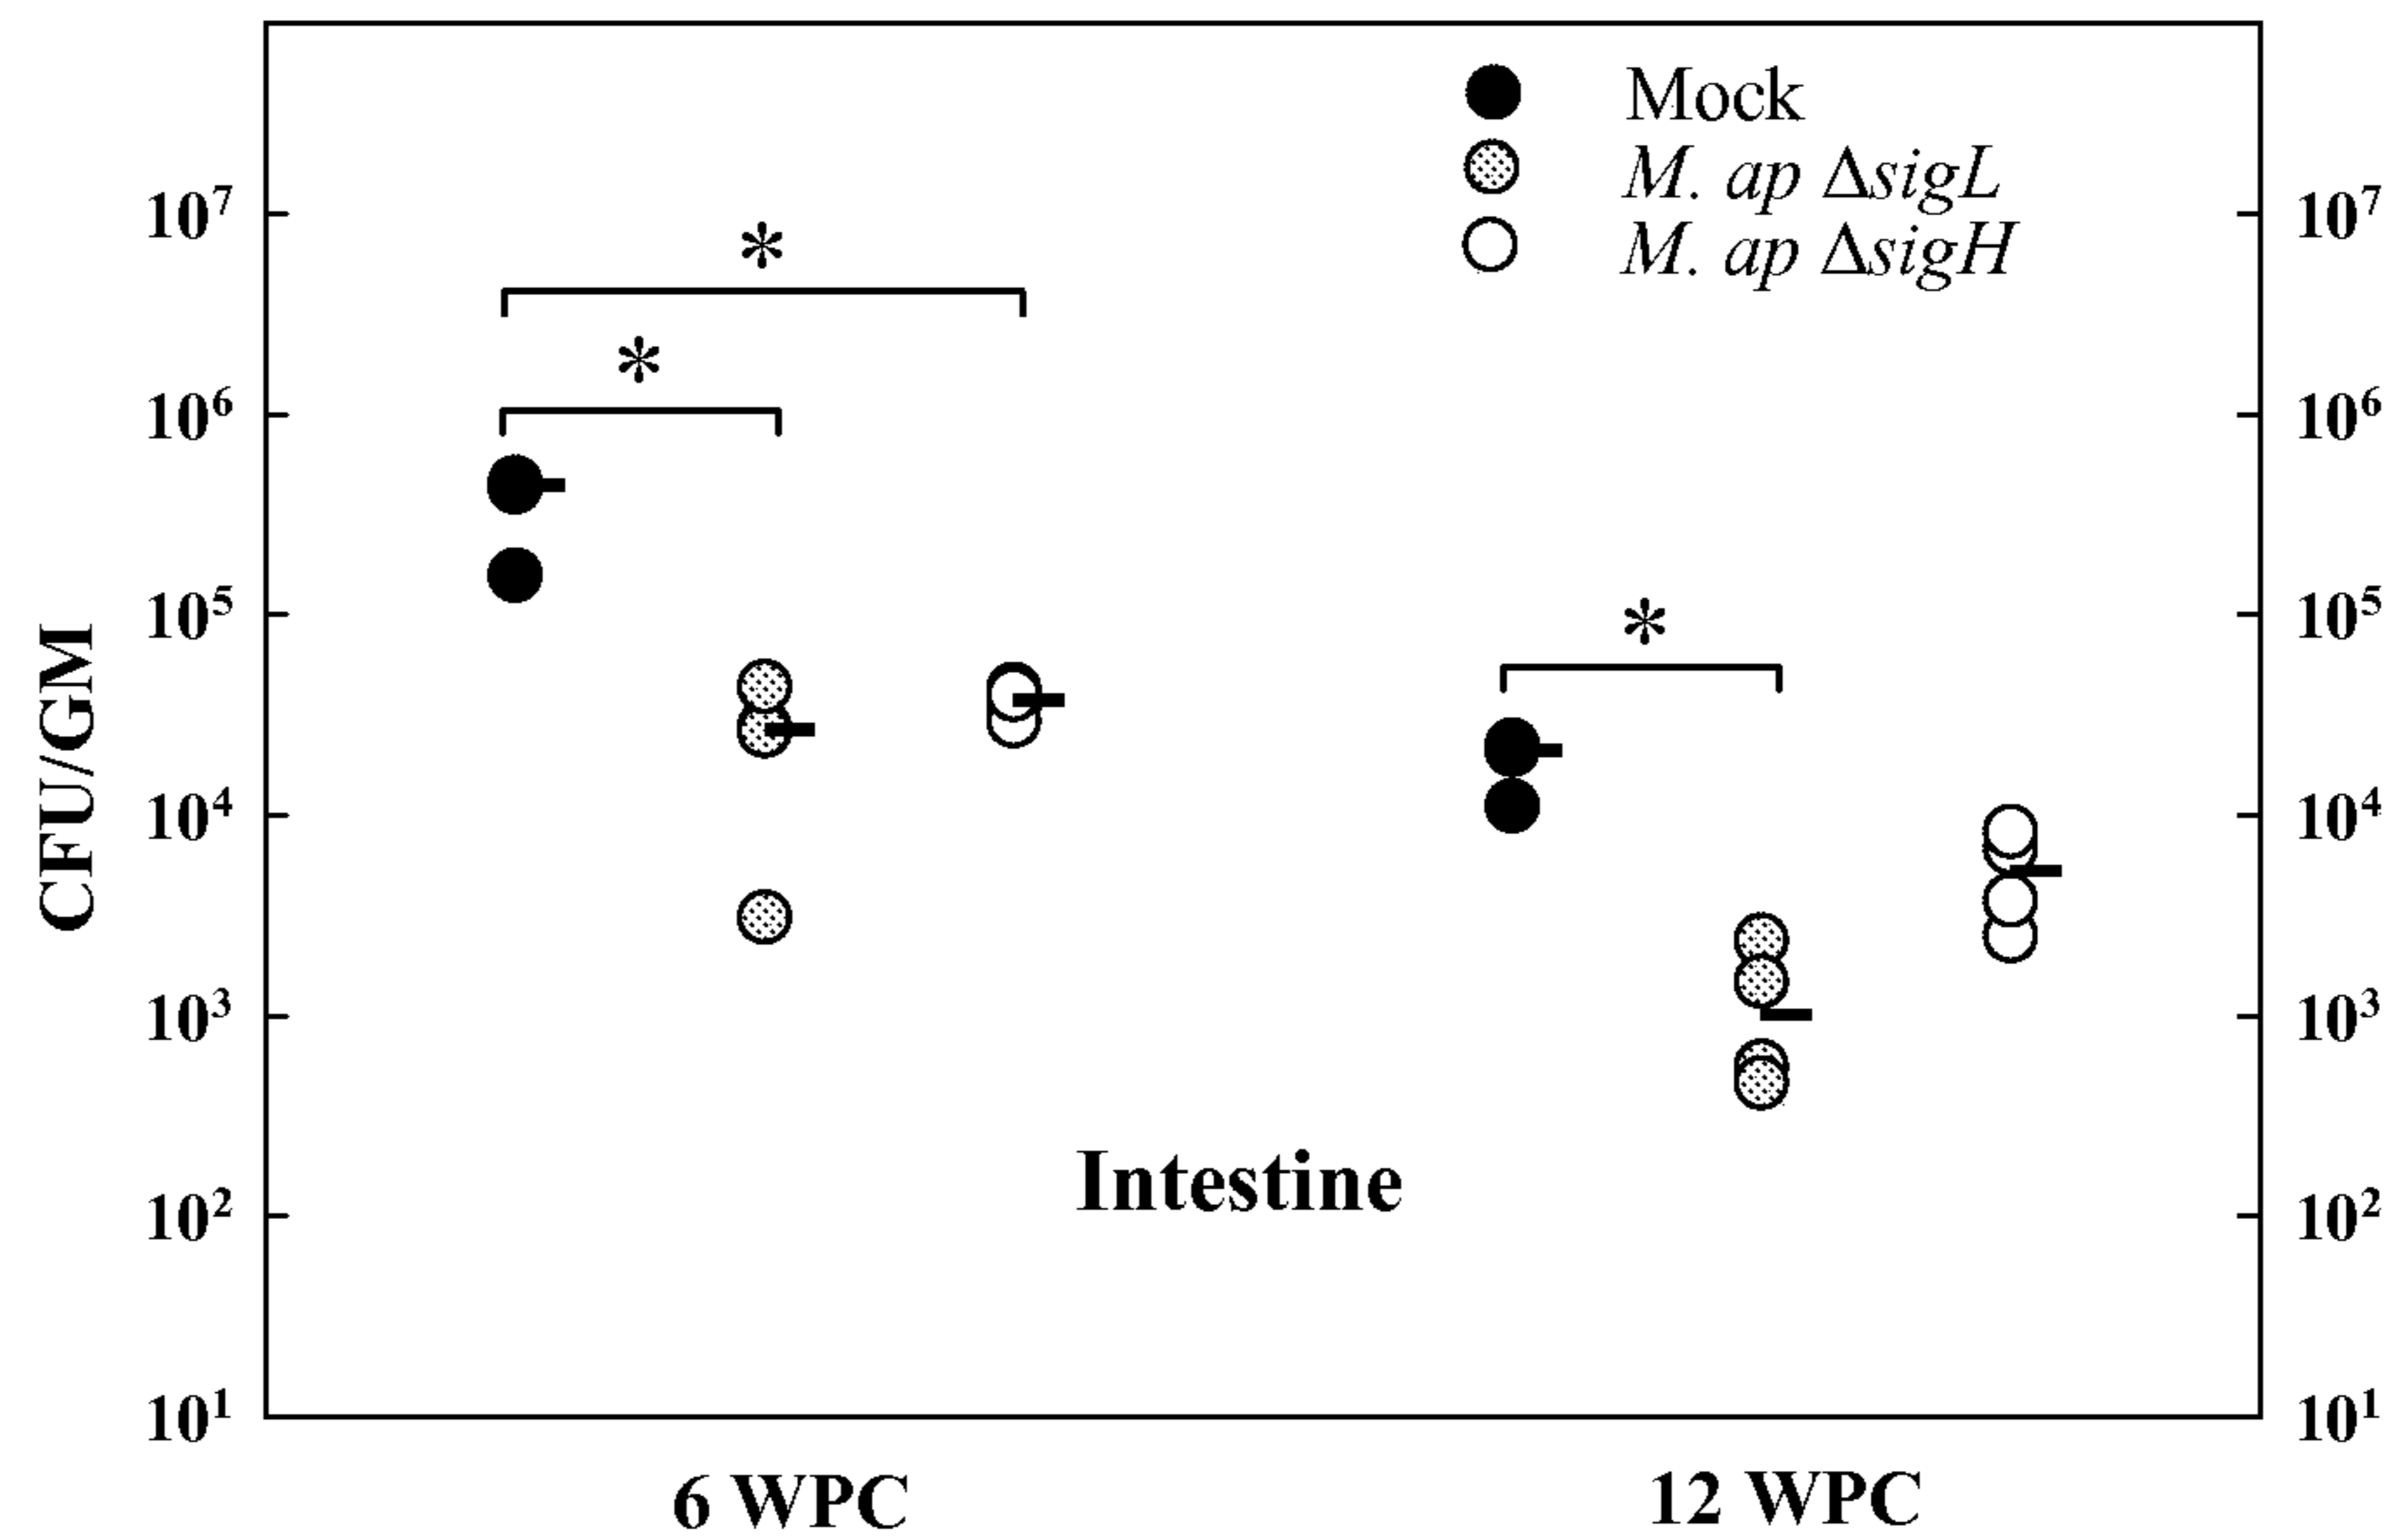 Mock
M. ap ΔsigL
M. ap ΔsigH
*
*
*
CFU/GM
10⁷
10⁶
10⁵
10⁴
10³
10²
10¹
10⁷
10⁶
10⁵
10⁴
10³
10²
10¹
Intestine
6 WPC
12 WPC